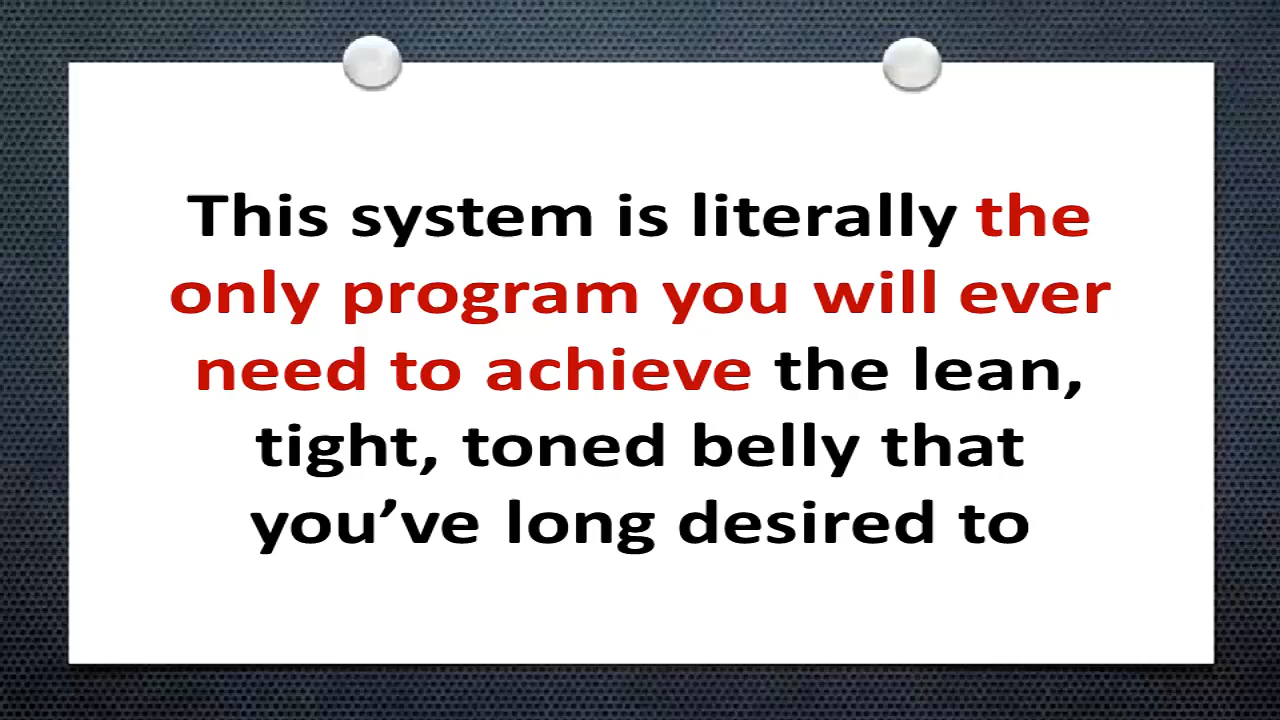 This system is literally the
only program you will ever
need to achieve the lean,
tight, toned belly that
you’ve long desired to